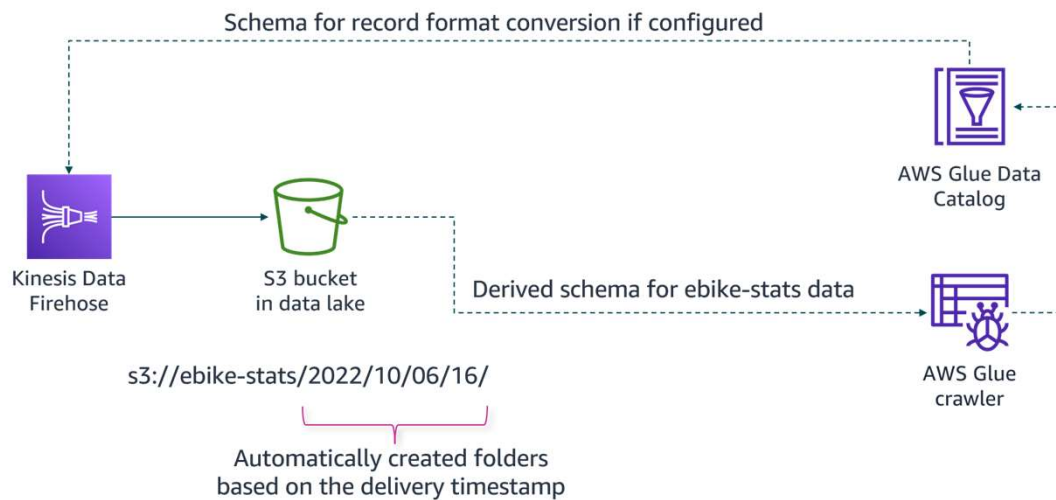 Schema for record format conversion if configured
AWS Glue Data
Catalog
Kinesis Data
Firehose
S3 bucket
in data lake
Derived schema for ebike-stats data
AWS Glue
crawler
s3://ebike-stats/2022/10/06/16/
Automatically created folders
based on the delivery timestamp